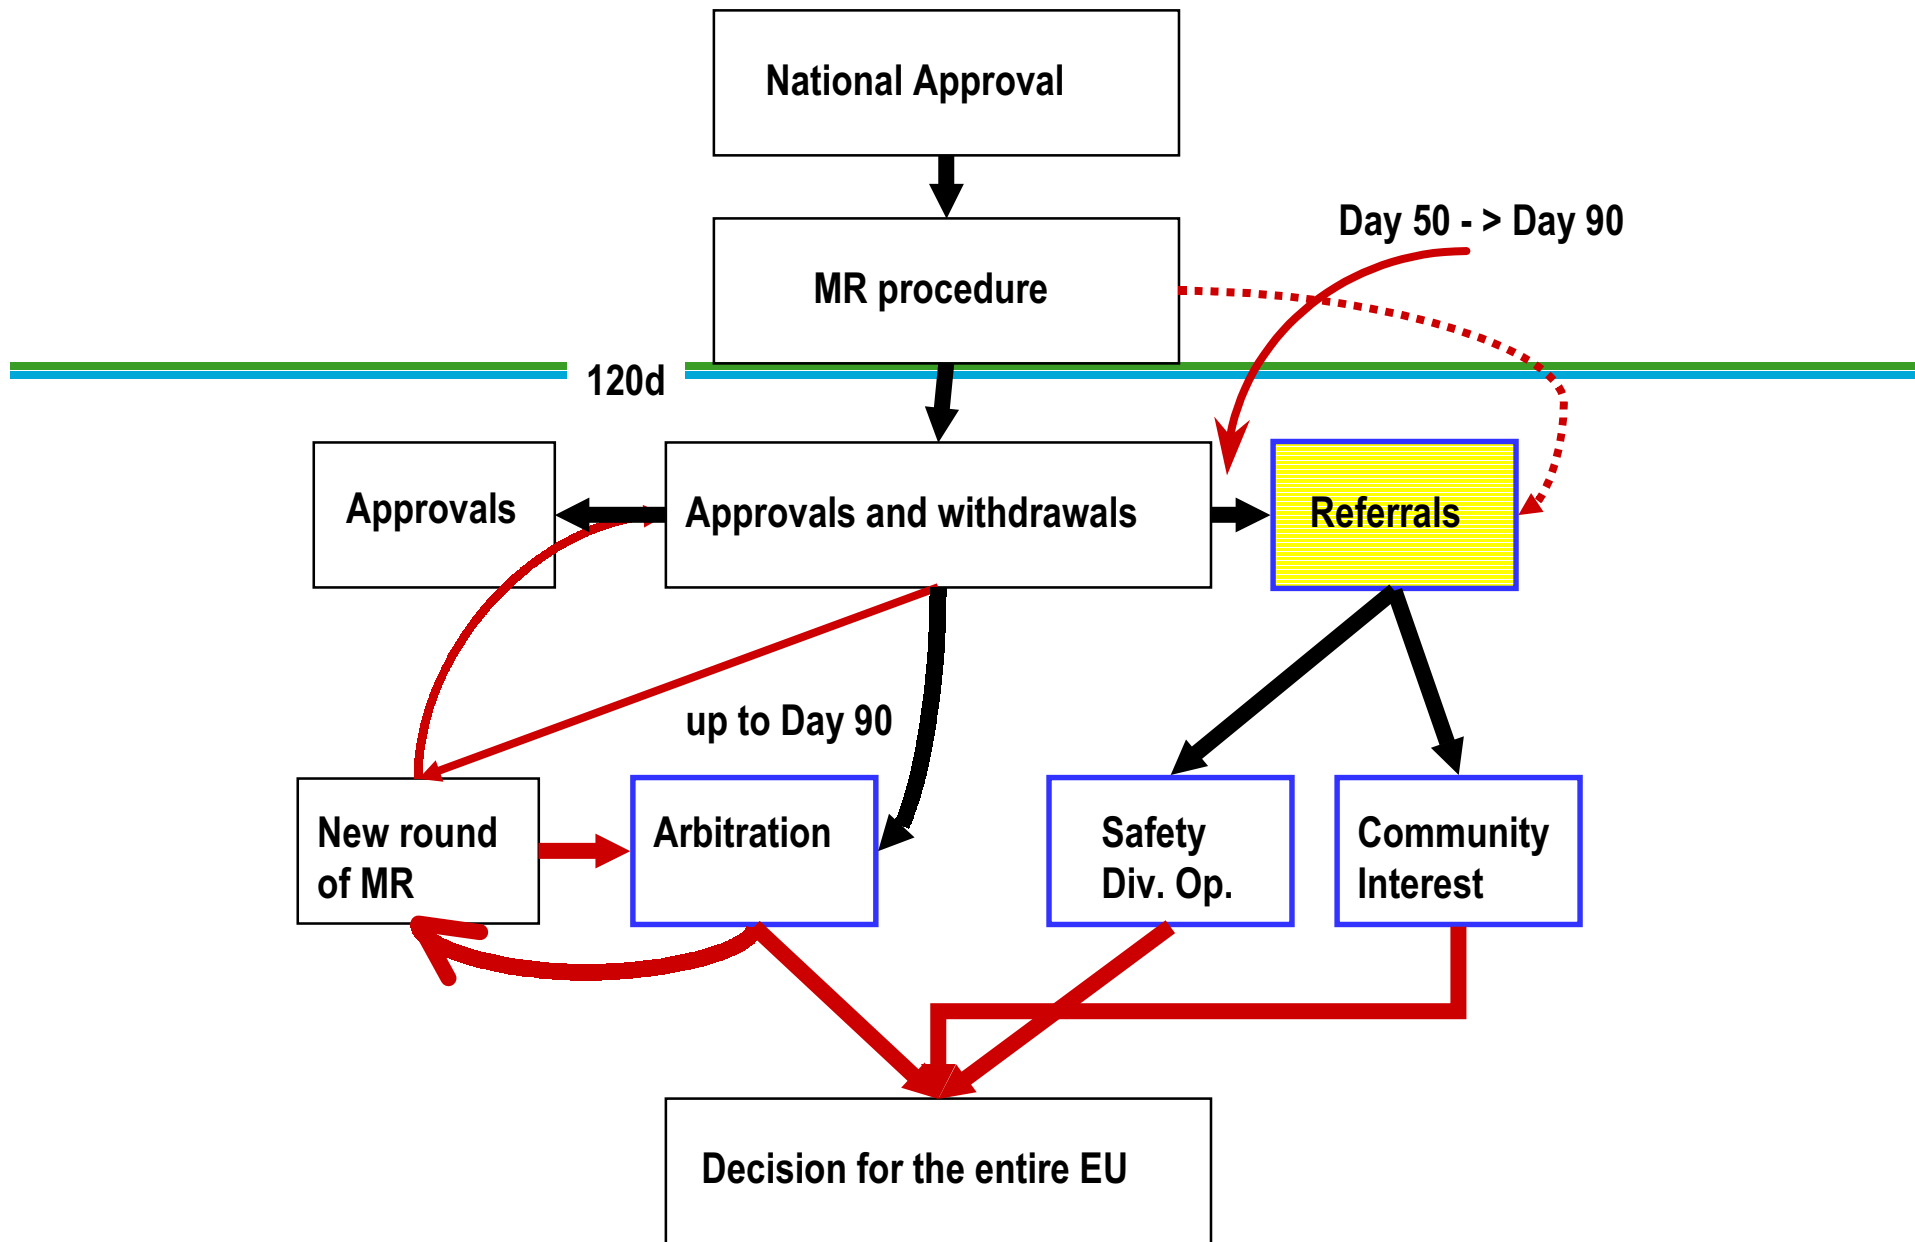 National Approval
MR procedure
Day 50 - > Day 90
120d
Approvals
Approvals and withdrawals
Referrals
up to Day 90
New round
of MR
Arbitration
Safety
Div. Op.
Community
Interest
Decision for the entire EU